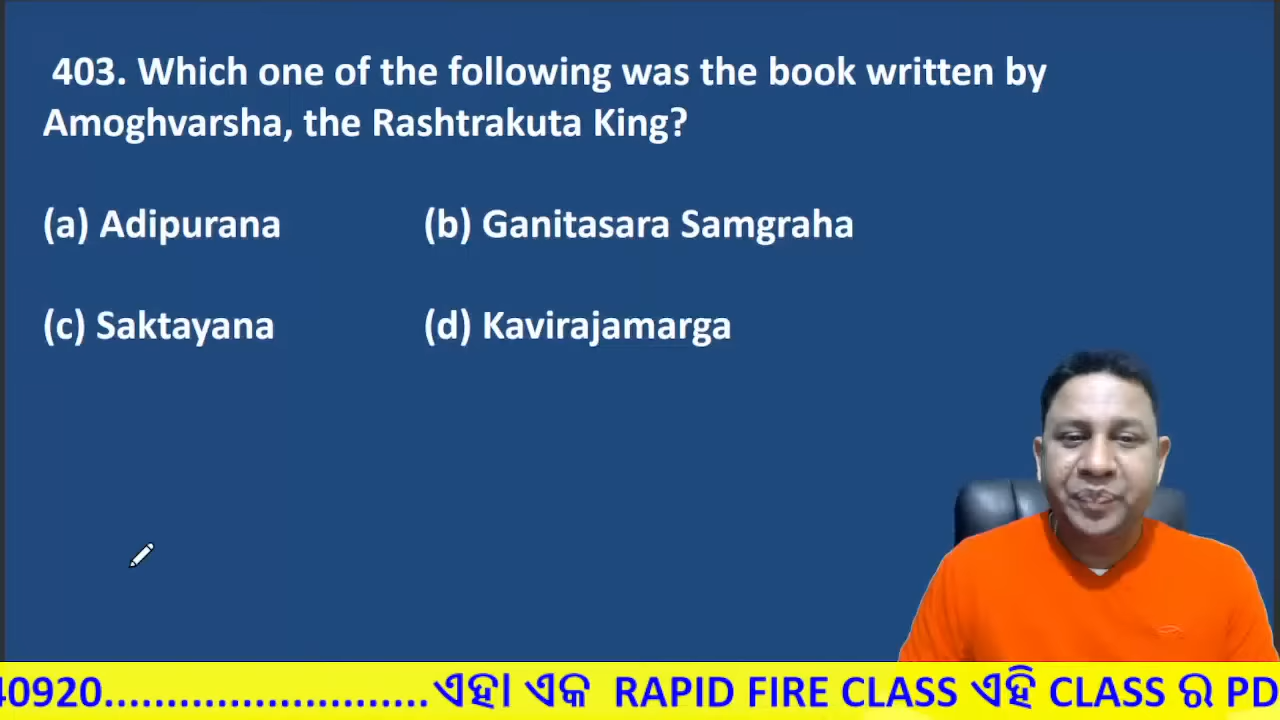 403. Which one of the following was the book written by
Amoghvarsha, the Rashtrakuta King?
(a) Adipurana (b) Ganitasara Samgraha
(c) Saktayana (d) Kavirajamarga
40920.......................... ଏହା ଏକ RAPID FIRE CLASS ଏହି CLASS ର PD